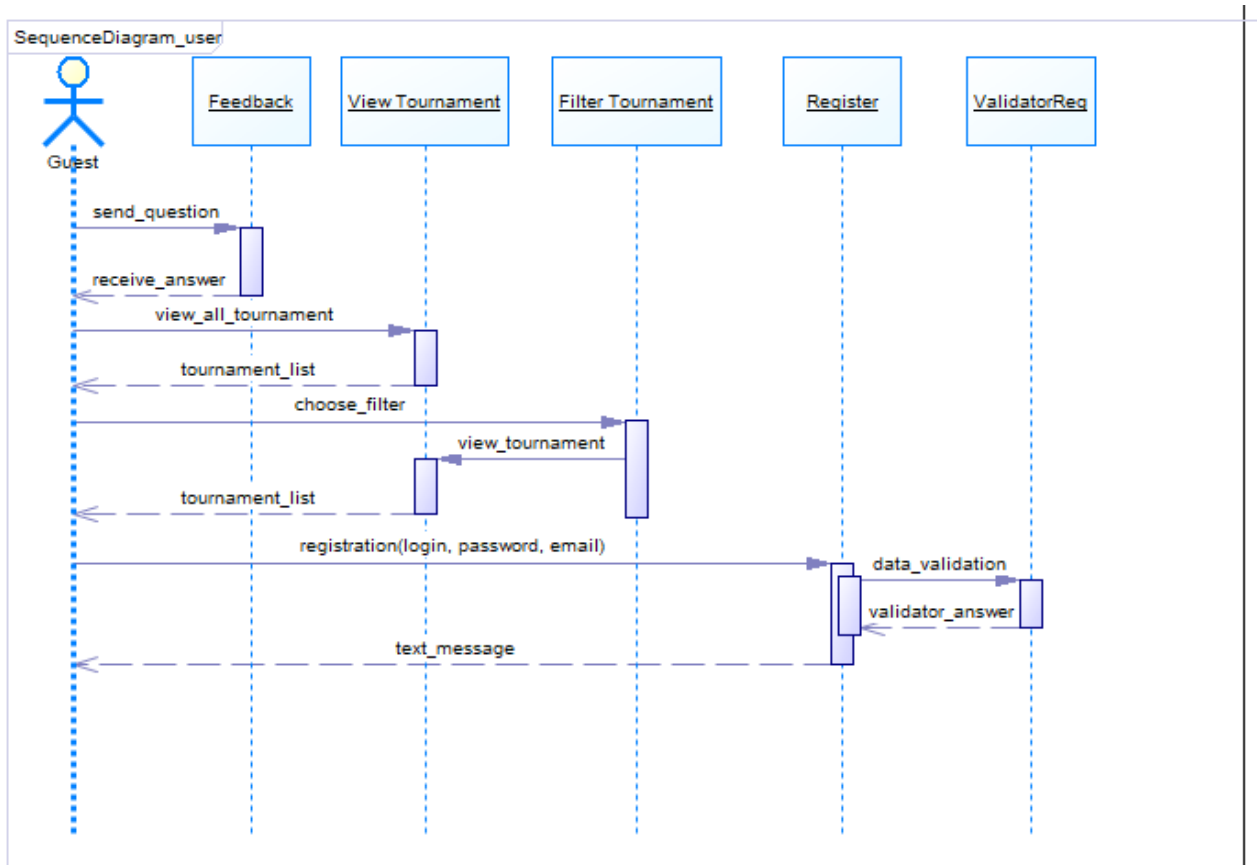 SequenceDiagram_user
Feedback
View Tournament
Filter Tournament
Register
ValidatorReq
Guest
send_question
receive_answer
view_all_tournament
tournament_list
choose_filter
view_tournament
tournament_list
registration(login, password, email)
data_validation
validator_answer
text_message